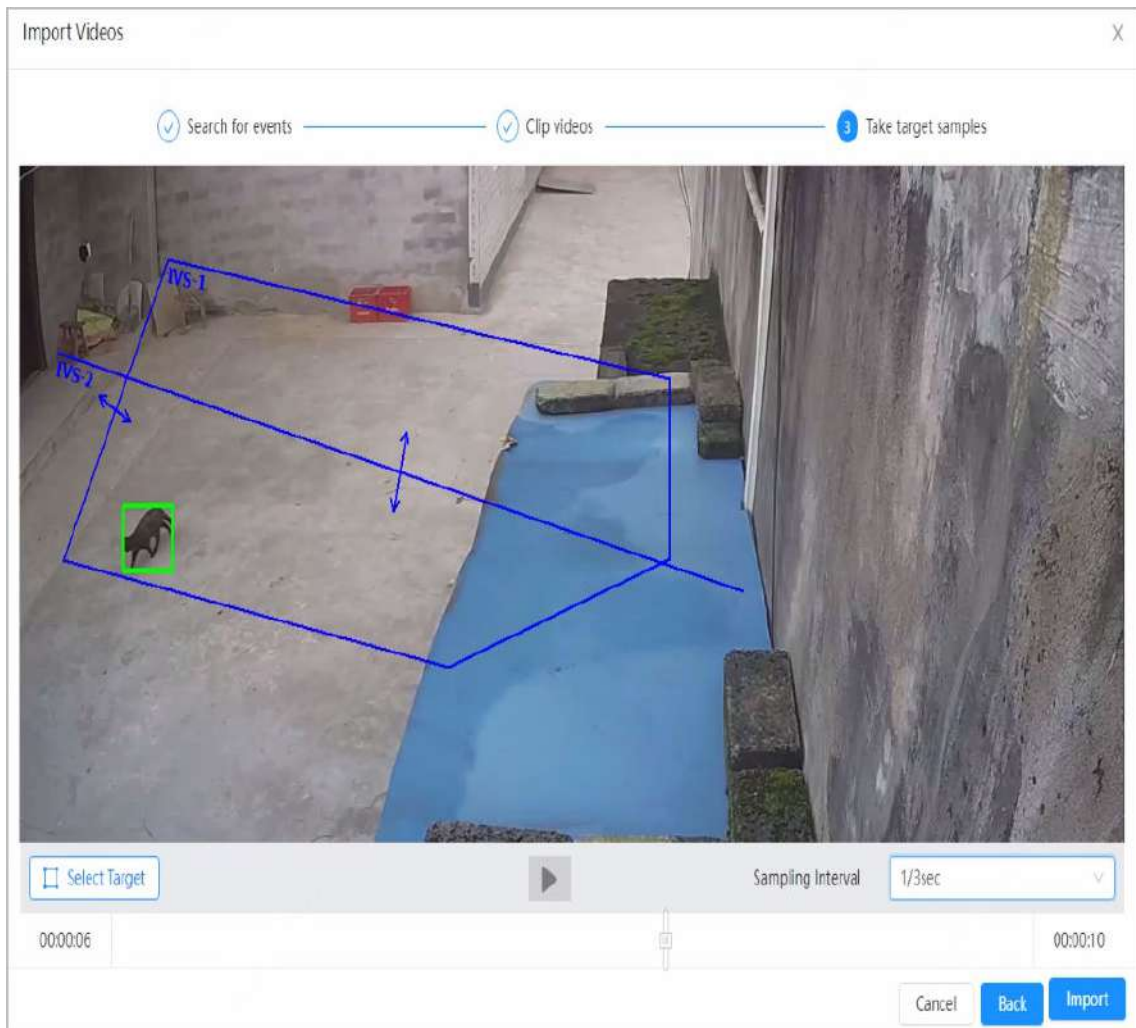 Import Videos X
Search for events Clip videos 3 Take target samples
IVS-1
IVS-2
Select Target Sampling Interval 1/3sec
00:00:06 00:00:10
Cancel Back Import